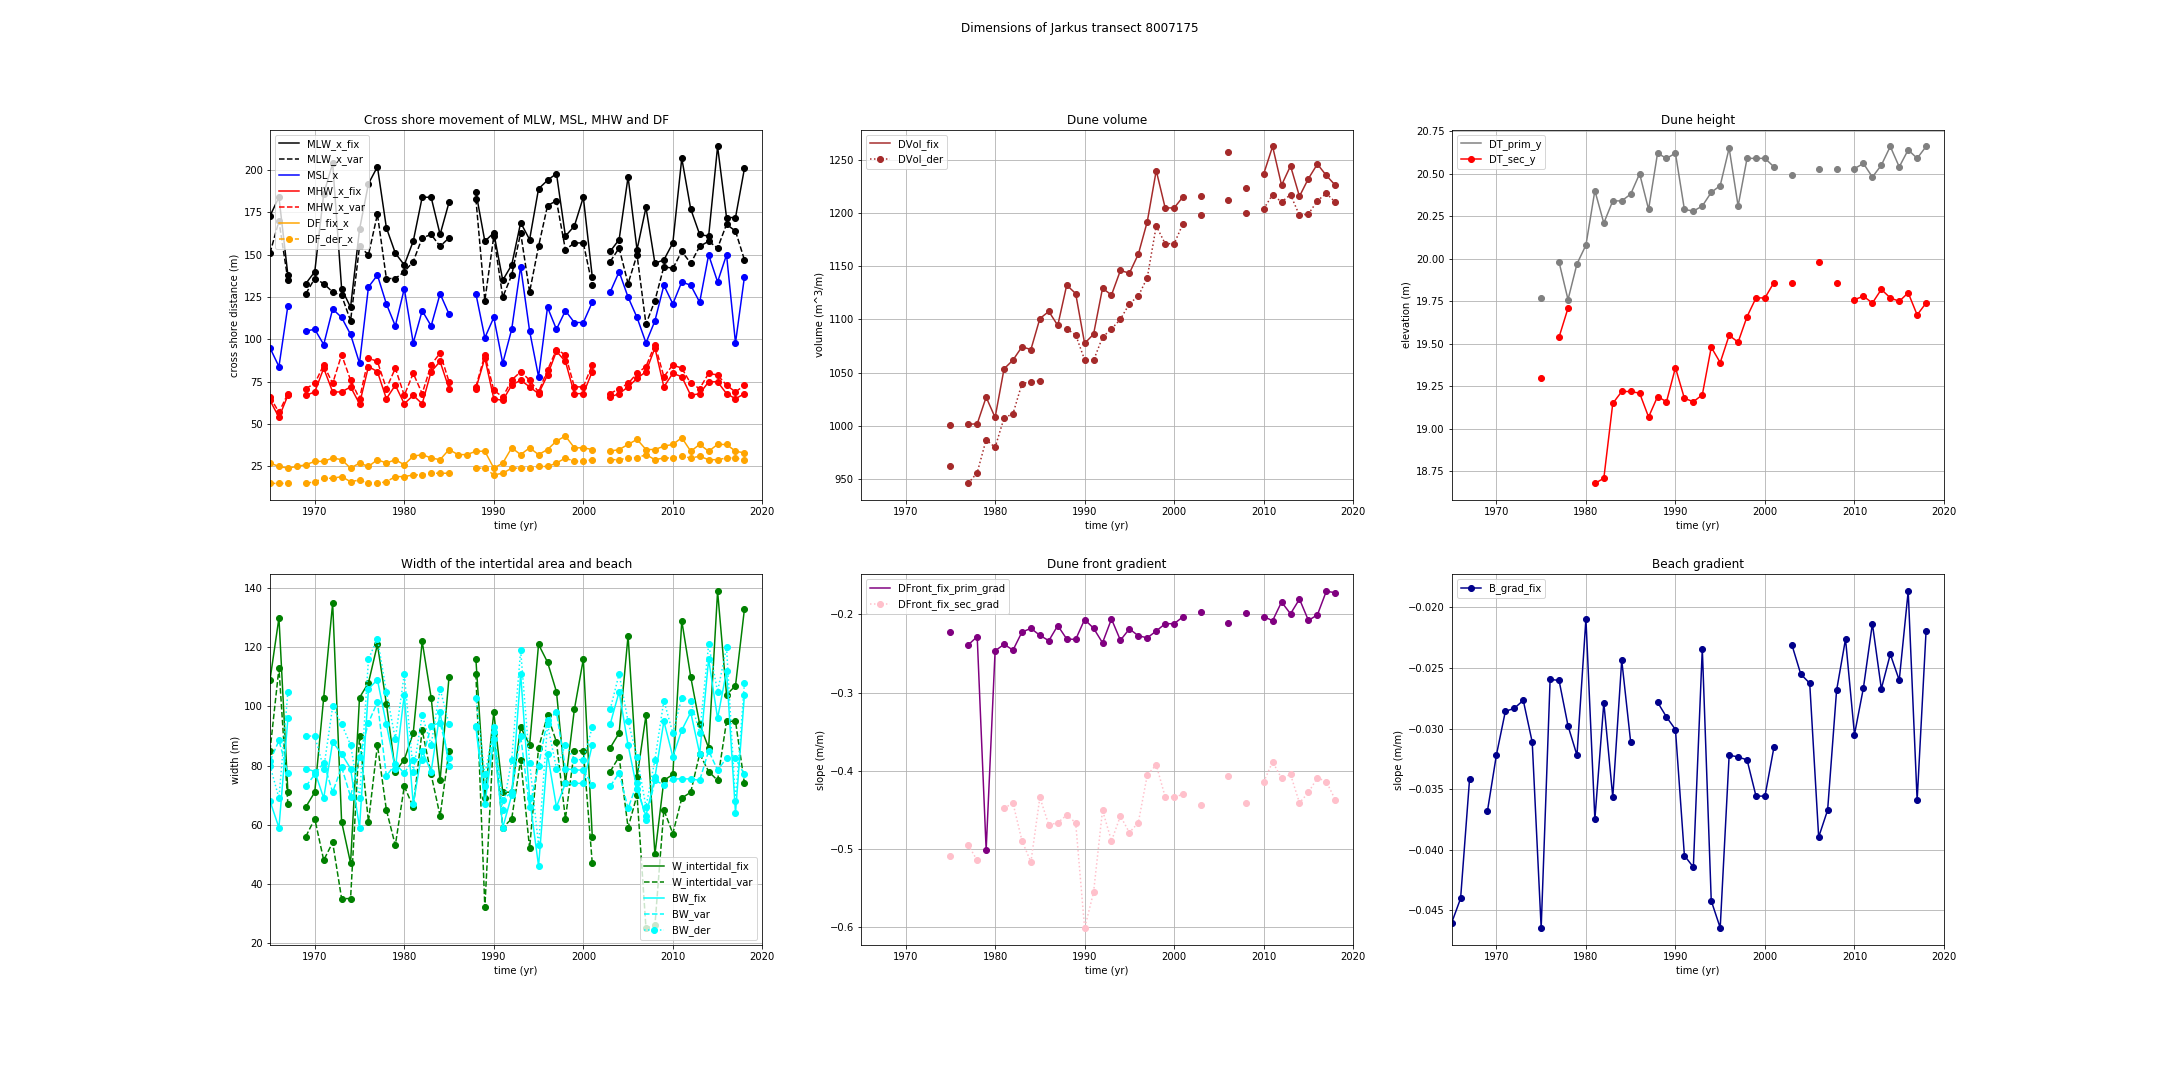 Dimensions of Jarkus transect 8007175
Cross shore movement of MLW, MSL, MHW and DF
MLW_x_fix
MLW_x_var
MSL_x
MHW_x_fix
MHW_x_var
DF_fix_x
DF_der_x
200
175
150
125
100
75
50
25
cross shore distance (m)
1970 1980 1990 2000 2010 2020
time (yr)
Dune volume
DVol_fix
DVol_der
1250
1200
1150
1100
1050
1000
950
volume (m^3/m)
1970 1980 1990 2000 2010 2020
time (yr)
Dune height
DT_prim_y
DT_sec_y
20.75
20.50
20.25
20.00
19.75
19.50
19.25
19.00
18.75
elevation (m)
1970 1980 1990 2000 2010 2020
time (yr)
Width of the intertidal area and beach
140
120
100
80
60
40
20
width (m)
W_intertidal_fix
W_intertidal_var
BW_fix
BW_var
BW_der
1970 1980 1990 2000 2010 2020
time (yr)
Dune front gradient
DFront_fix_prim_grad
DFront_fix_sec_grad
−0.2
−0.3
−0.4
−0.5
−0.6
slope (m/m)
1970 1980 1990 2000 2010 2020
time (yr)
Beach gradient
B_grad_fix
−0.020
−0.025
−0.030
−0.035
−0.040
−0.045
slope (m/m)
1970 1980 1990 2000 2010 2020
time (yr)